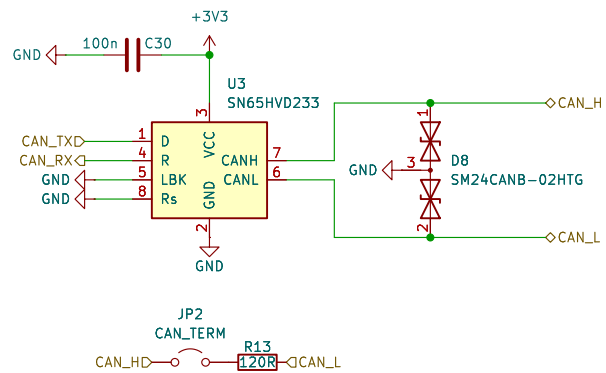 +3V3
100n C30
GND
U3
SN65HVD233
3
VCC
CAN_TX 1 D
CAN_RX 4 R
GND 5 LBK
GND 8 Rs
CANH 7
CANL 6
GND
2
GND
CAN_H
1
GND 3
D8
SM24CANB-02HTG
2
CAN_L
JP2
CAN_TERM
R13
CAN_H 120R CAN_L